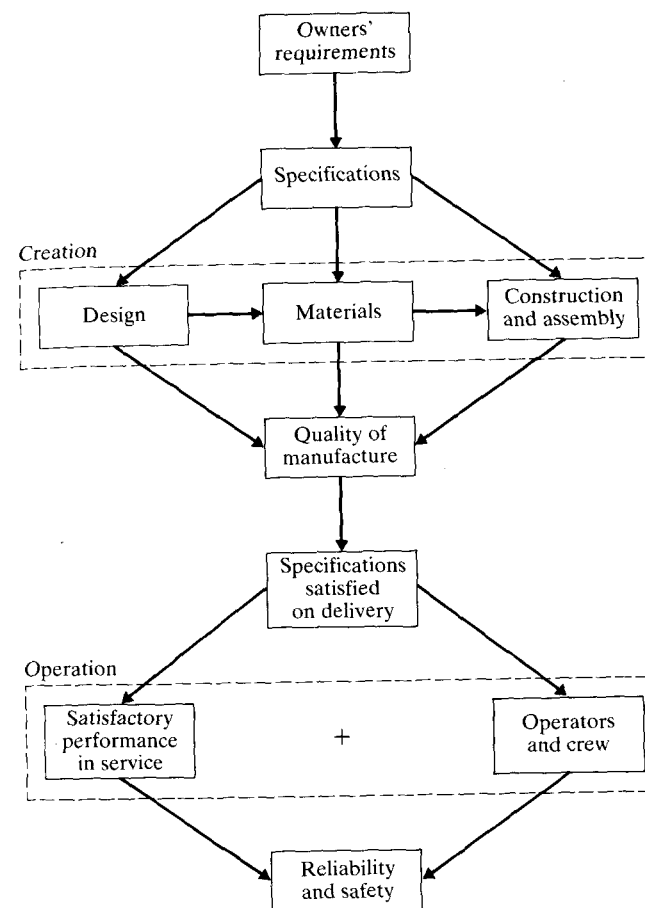 Owners'
requirements
Specifications
Creation
Design
Materials
Construction
and assembly
Quality of
manufacture
Specifications
satisfied
on delivery
Operation
Satisfactory
performance
in service
+
Operators
and crew
Reliability
and safety